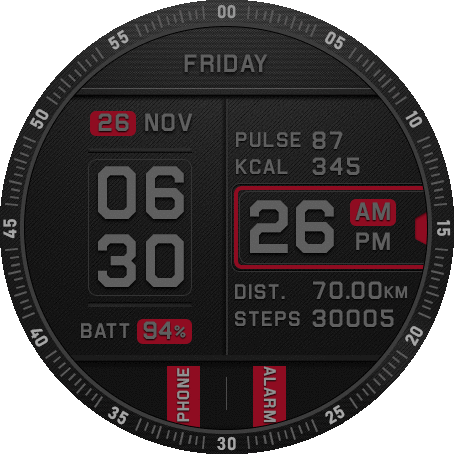 FRIDAY
26 NOV
06
30
BATT 94%
PULSE 87
KCAL 345
26 AM
PM
DIST. 70.00KM
STEPS 30005
PHONE
ALARM
00
05
10
15
20
25
30
35
40
45
50
55